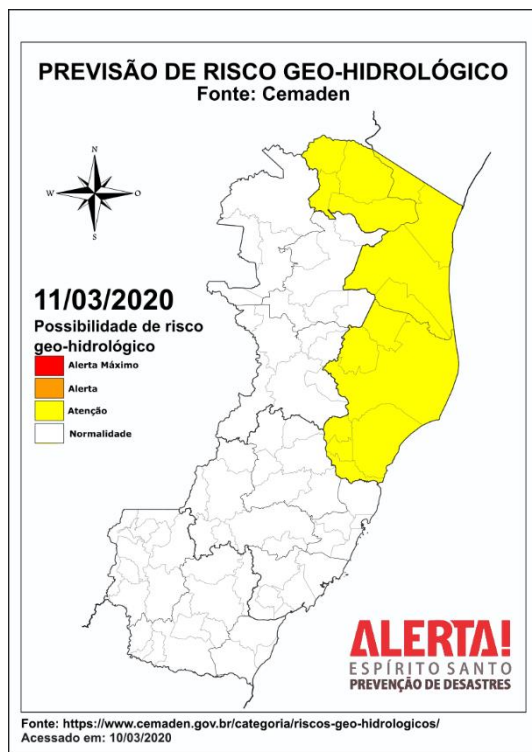 PREVISÃO DE RISCO GEO-HIDROLÓGICO
Fonte: Cemaden
N
W
O
S
11/03/2020
Possibilidade de risco
geo-hidrológico
Alerta Máximo
Alerta
Atenção
Normalidade
ALERTA!
ESPÍRITO SANTO
PREVENÇÃO DE DESASTRES
Fonte: https://www.cemaden.gov.br/categoria/riscos-geo-hidrologicos/
Acessado em: 10/03/2020